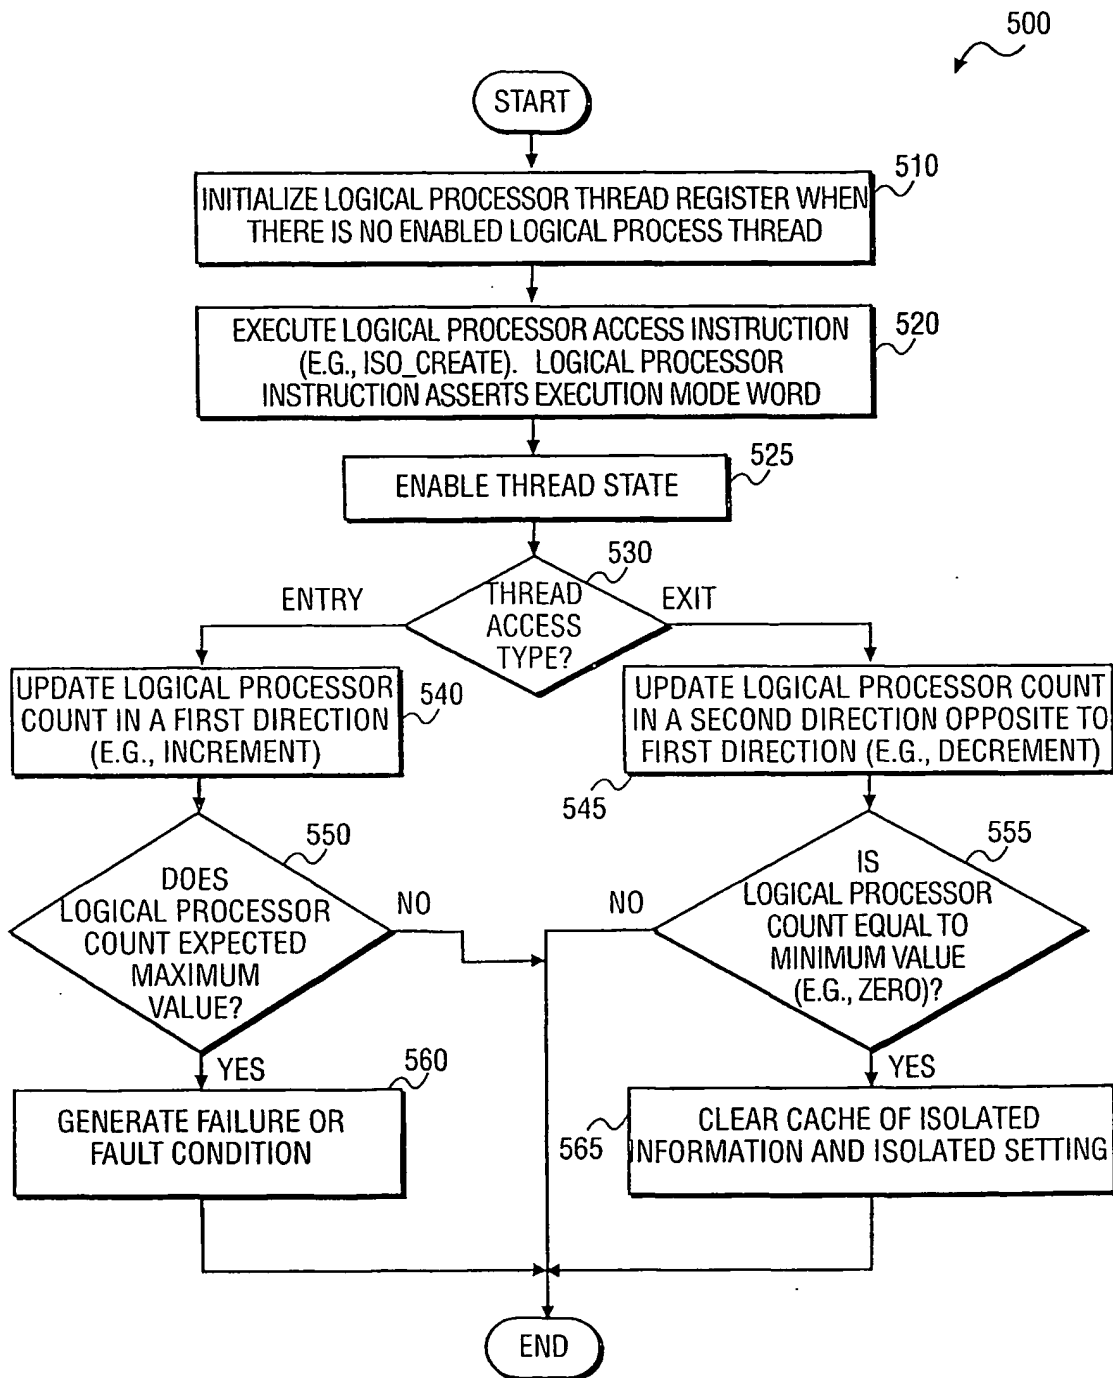 500
START
510
INITIALIZE LOGICAL PROCESSOR THREAD REGISTER WHEN
THERE IS NO ENABLED LOGICAL PROCESS THREAD
520
EXECUTE LOGICAL PROCESSOR ACCESS INSTRUCTION
(E.G., ISO_CREATE). LOGICAL PROCESSOR
INSTRUCTION ASSERTS EXECUTION MODE WORD
525
ENABLE THREAD STATE
530
THREAD
ACCESS
TYPE?
ENTRY
EXIT
UPDATE LOGICAL PROCESSOR
COUNT IN A FIRST DIRECTION
(E.G., INCREMENT)
540
UPDATE LOGICAL PROCESSOR COUNT
IN A SECOND DIRECTION OPPOSITE TO
FIRST DIRECTION (E.G., DECREMENT)
545
550
DOES
LOGICAL PROCESSOR
COUNT EXPECTED
MAXIMUM
VALUE?
NO
YES
555
IS
LOGICAL PROCESSOR
COUNT EQUAL TO
MINIMUM VALUE
(E.G., ZERO)?
NO
YES
560
GENERATE FAILURE OR
FAULT CONDITION
565
CLEAR CACHE OF ISOLATED
INFORMATION AND ISOLATED SETTING
END